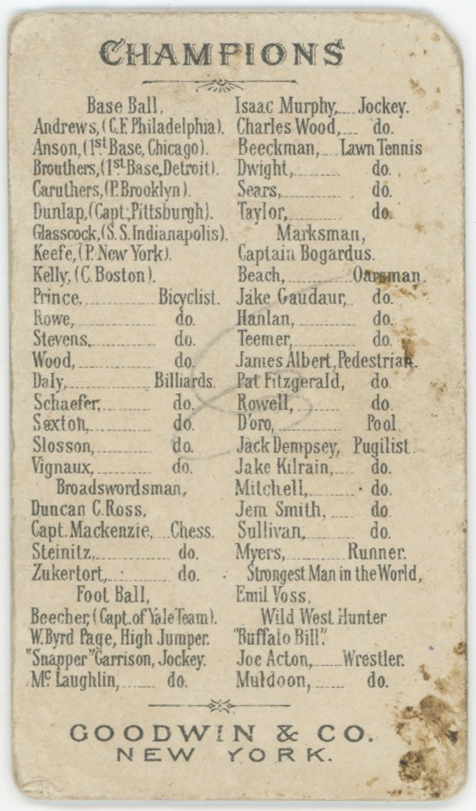 CHAMPIONS
Base Ball,
Andrews, (C.F. Philadelphia).
Anson, (1st Base, Chicago).
Brouthers, (1st Base, Detroit).
Caruthers, (P. Brooklyn).
Dunlap, (Capt. Pittsburgh).
Glasscock, (S. S. Indianapolis).
Keefe, (P. New York).
Kelly, (C. Boston).
Prince, Bicyclist.
Rowe, do.
Stevens, do.
Wood, do.
Daly, Billiards.
Schaefer, do.
Sexton, do.
Slosson, do.
Vignaux, do.
Broadswordsman,
Duncan C. Ross,
Capt. Mackenzie, Chess.
Steinitz, do.
Zukertort, do.
Foot Ball,
Beecher, (Capt. of Yale Team).
W. Byrd Page, High Jumper.
"Snapper" Garrison, Jockey.
Mc Laughlin, do.
Isaac Murphy, Jockey.
Charles Wood, do.
Beeckman, Lawn Tennis
Dwight, do.
Sears, do.
Taylor, do.
Marksman,
Captain Bogardus.
Beach, Oarsman.
Jake Gaudaur, do.
Hanlan, do.
Teemer, do.
James Albert, Pedestrian.
Pat Fitzgerald, do.
Rowell, do.
D'oro, Pool
Jack Dempsey, Pugilist
Jake Kilrain, do.
Mitchell, do.
Jem Smith, do.
Sullivan, do.
Myers, Runner.
Strongest Man in the World,
Emil Voss.
Wild West Hunter
"Buffalo Bill".
Joe Acton, Wrestler.
Muldoon, do.
GOODWIN & CO.
NEW YORK.